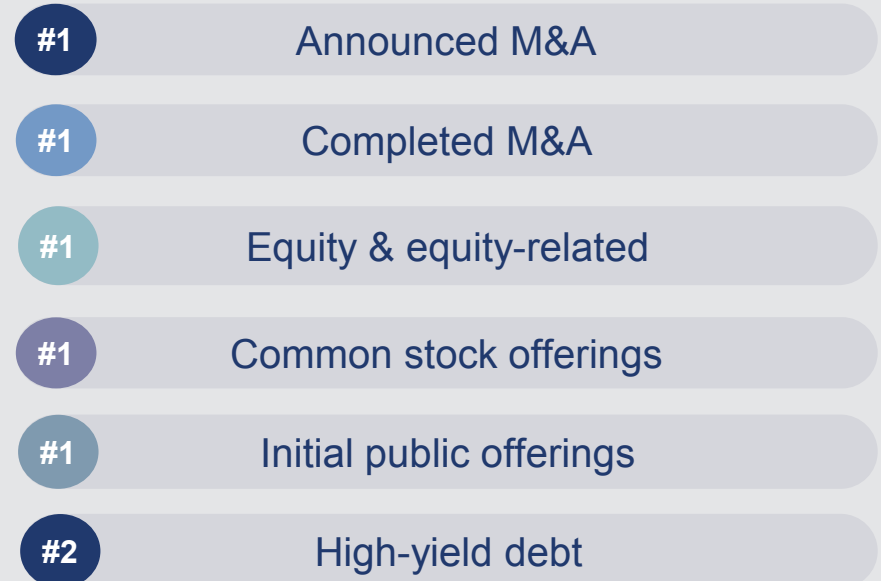 #1 Announced M&A
#1 Completed M&A
#1 Equity & equity-related
#1 Common stock offerings
#1 Initial public offerings
#2 High-yield debt